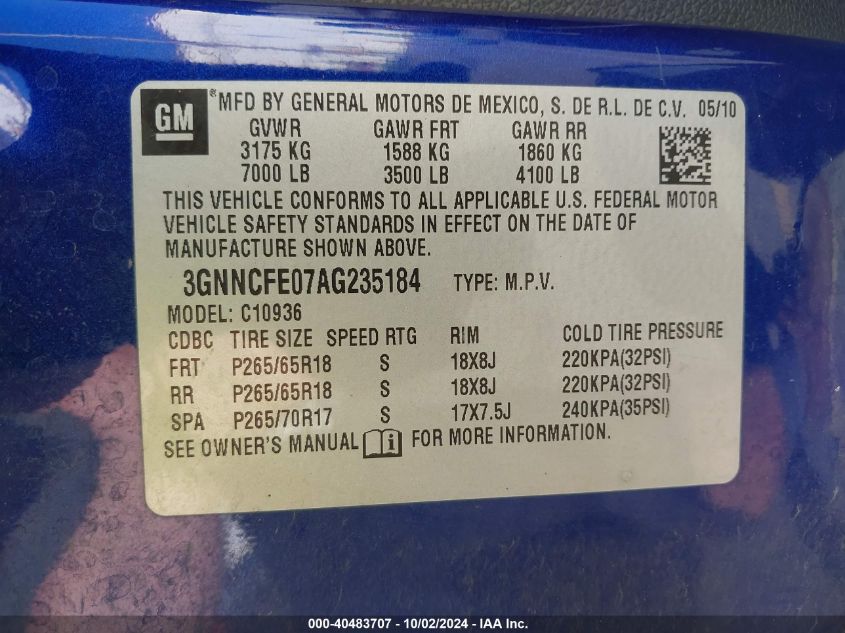 GM ®MFD BY GENERAL MOTORS DE MEXICO, S. DE R.L. DE C.V. 05/10
GVWR GAWR FRT GAWR RR
3175 KG 1588 KG 1860 KG
7000 LB 3500 LB 4100 LB
THIS VEHICLE CONFORMS TO ALL APPLICABLE U.S. FEDERAL MOTOR
VEHICLE SAFETY STANDARDS IN EFFECT ON THE DATE OF
MANUFACTURE SHOWN ABOVE.
3GNNCFE07AG235184 TYPE: M.P.V.
MODEL: C10936
CDBC TIRE SIZE SPEED RTG RIM COLD TIRE PRESSURE
FRT P265/65R18 S 18X8J 220KPA(32PSI)
RR P265/65R18 S 18X8J 220KPA(32PSI)
SPA P265/70R17 S 17X7.5J 240KPA(35PSI)
SEE OWNER'S MANUAL i FOR MORE INFORMATION.
000-40483707 - 10/02/2024 - IAA Inc.